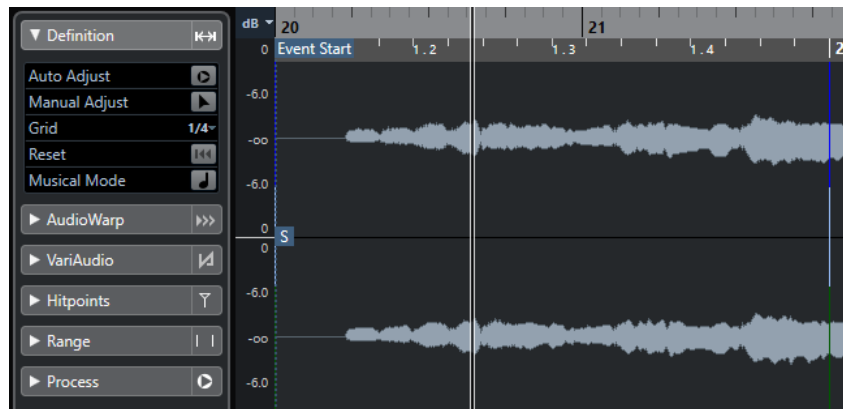 Definition
Auto Adjust
Manual Adjust
Grid 1/4
Reset
Musical Mode
AudioWarp
VariAudio
Hitpoints
Range
Process
dB 20 21
0 Event Start 1.2 1.3 1.4 2
-6.0
-oo
-6.0
0
S
0
-6.0
-oo
-6.0